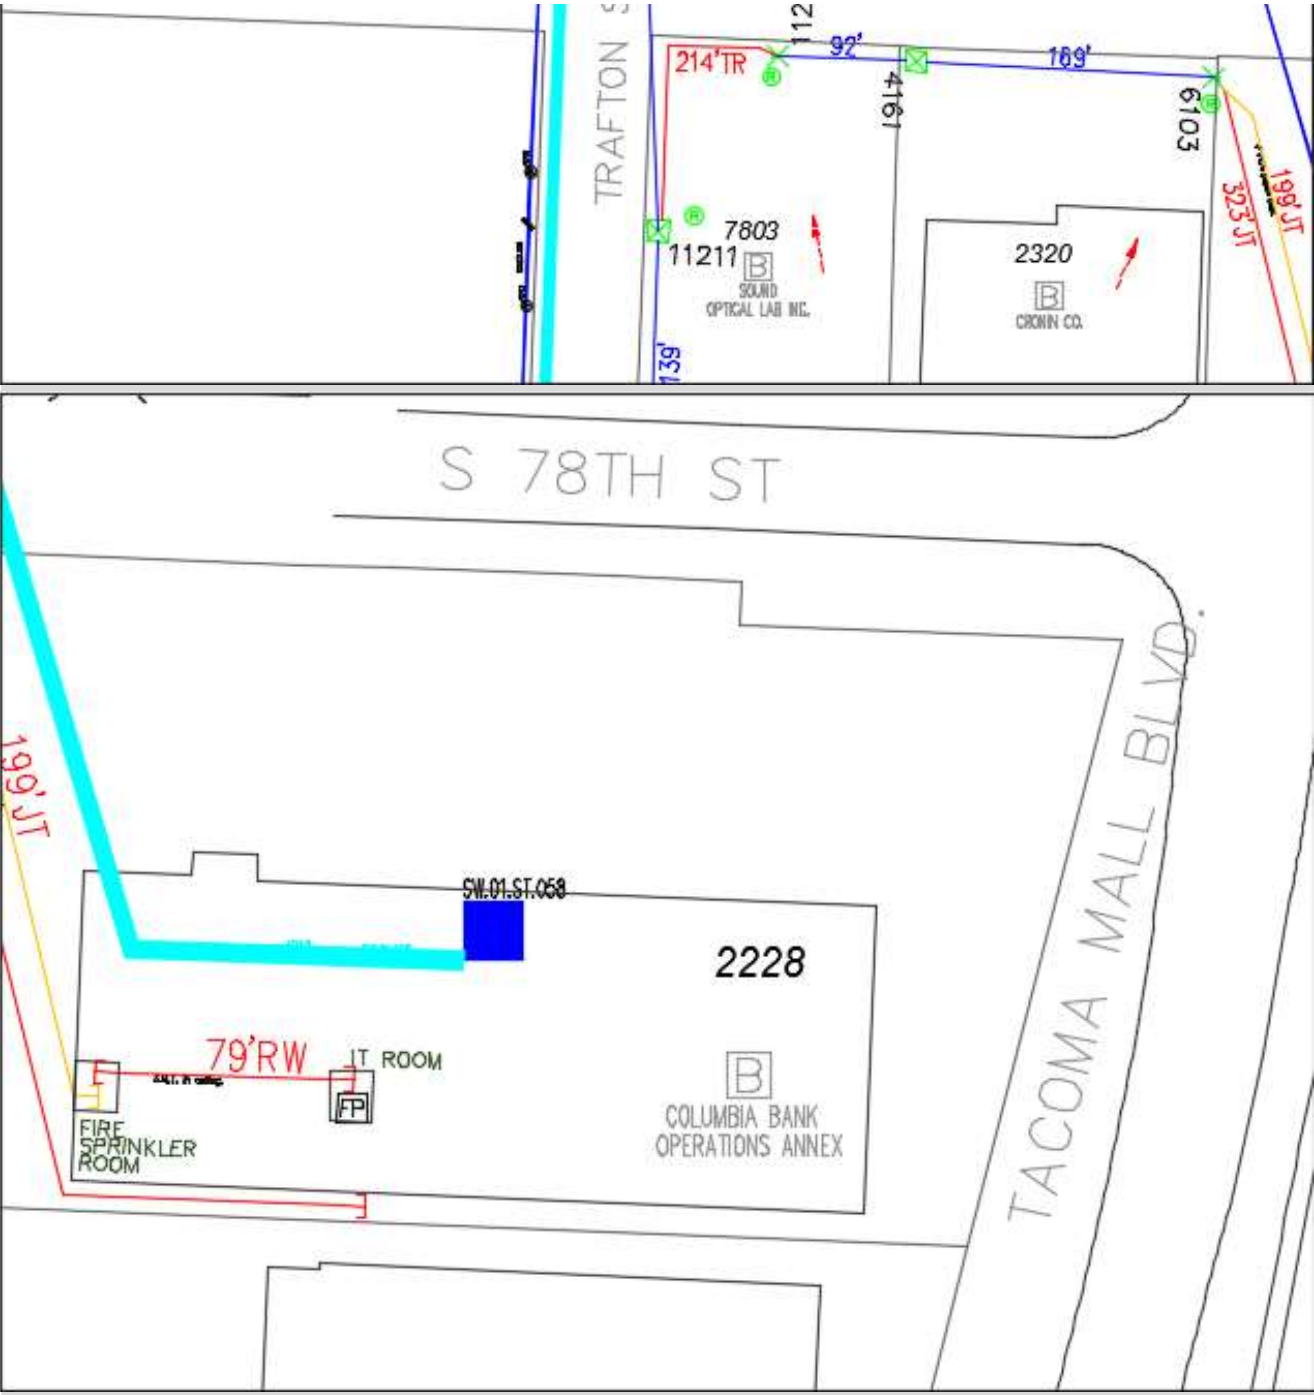 TRAFTON S
112
92'
169'
214'TR
R
4161
6103
R
199'JT
323'JT
R
7803
11211
B
SOUND
OPTICAL LAB INC.
2320
B
CRONIN CO.
139'
S 78TH ST
TACOMA MALL BLVD.
199'JT
SW.01.ST.058
2228
79'RW
IT ROOM
FP
FIRE
SPRINKLER
ROOM
B
COLUMBIA BANK
OPERATIONS ANNEX